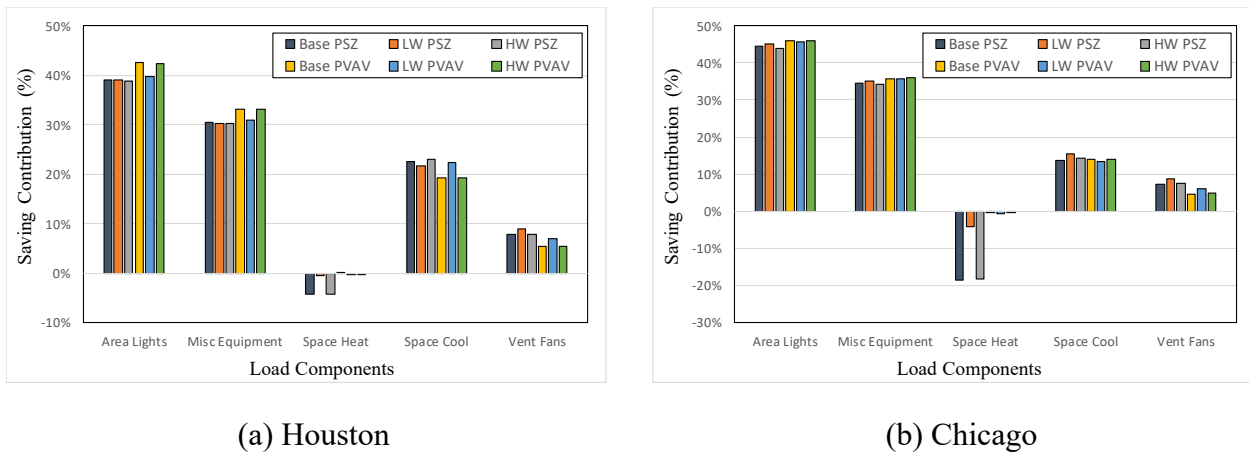 50%
40%
30%
20%
10%
0%
-10%
Saving Contribution (%)
Base PSZ LW PSZ HW PSZ
Base PVAV LW PVAV HW PVAV
Area Lights Misc Equipment Space Heat Space Cool Vent Fans
Load Components
(a) Houston
50%
40%
30%
20%
10%
0%
-10%
-20%
-30%
Saving Contribution (%)
Base PSZ LW PSZ HW PSZ
Base PVAV LW PVAV HW PVAV
Area Lights Misc Equipment Space Heat Space Cool Vent Fans
Load Components
(b) Chicago